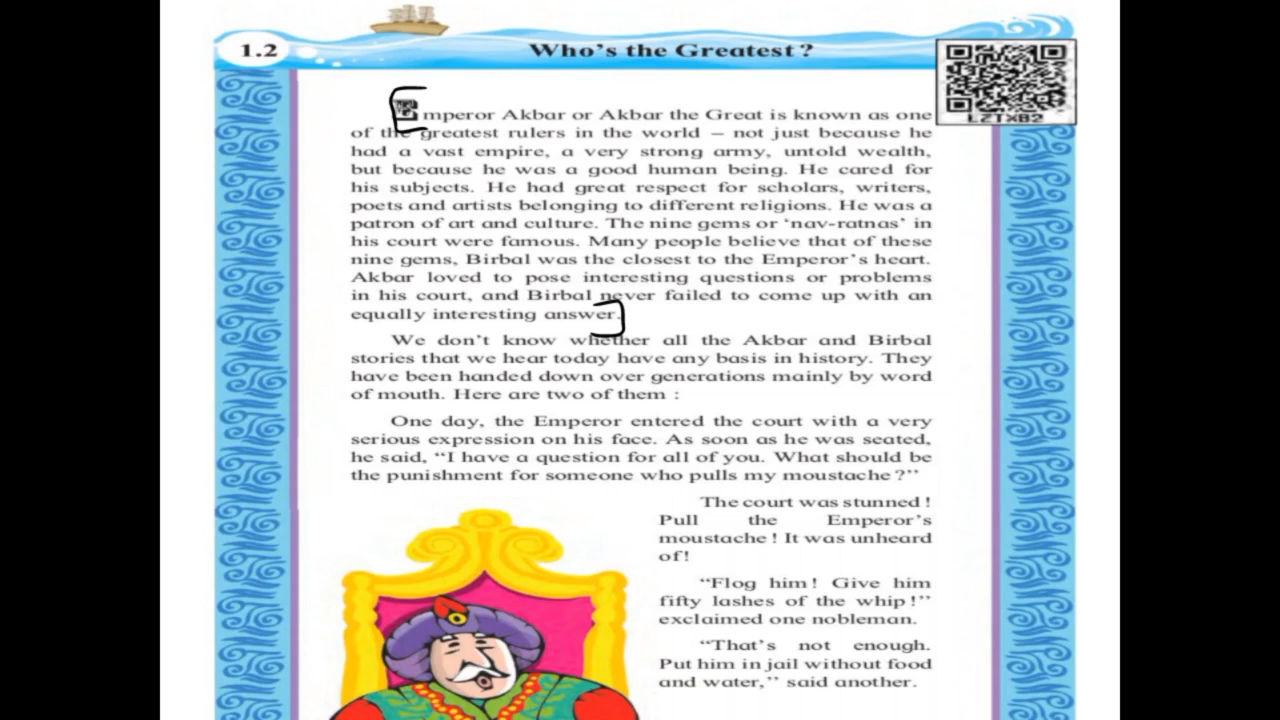 1.2
Who's the Greatest ?
LZTXB2
Emperor Akbar or Akbar the Great is known as one
of the greatest rulers in the world – not just because he
had a vast empire, a very strong army, untold wealth,
but because he was a good human being. He cared for
his subjects. He had great respect for scholars, writers,
poets and artists belonging to different religions. He was a
patron of art and culture. The nine gems or ‘nav-ratnas’ in
his court were famous. Many people believe that of these
nine gems, Birbal was the closest to the Emperor’s heart.
Akbar loved to pose interesting questions or problems
in his court, and Birbal never failed to come up with an
equally interesting answer.
We don’t know whether all the Akbar and Birbal
stories that we hear today have any basis in history. They
have been handed down over generations mainly by word
of mouth. Here are two of them :
One day, the Emperor entered the court with a very
serious expression on his face. As soon as he was seated,
he said, “I have a question for all of you. What should be
the punishment for someone who pulls my moustache ?”
The court was stunned !
Pull the Emperor’s
moustache ! It was unheard
of !
“Flog him ! Give him
fifty lashes of the whip !”
exclaimed one nobleman.
“That’s not enough.
Put him in jail without food
and water,” said another.